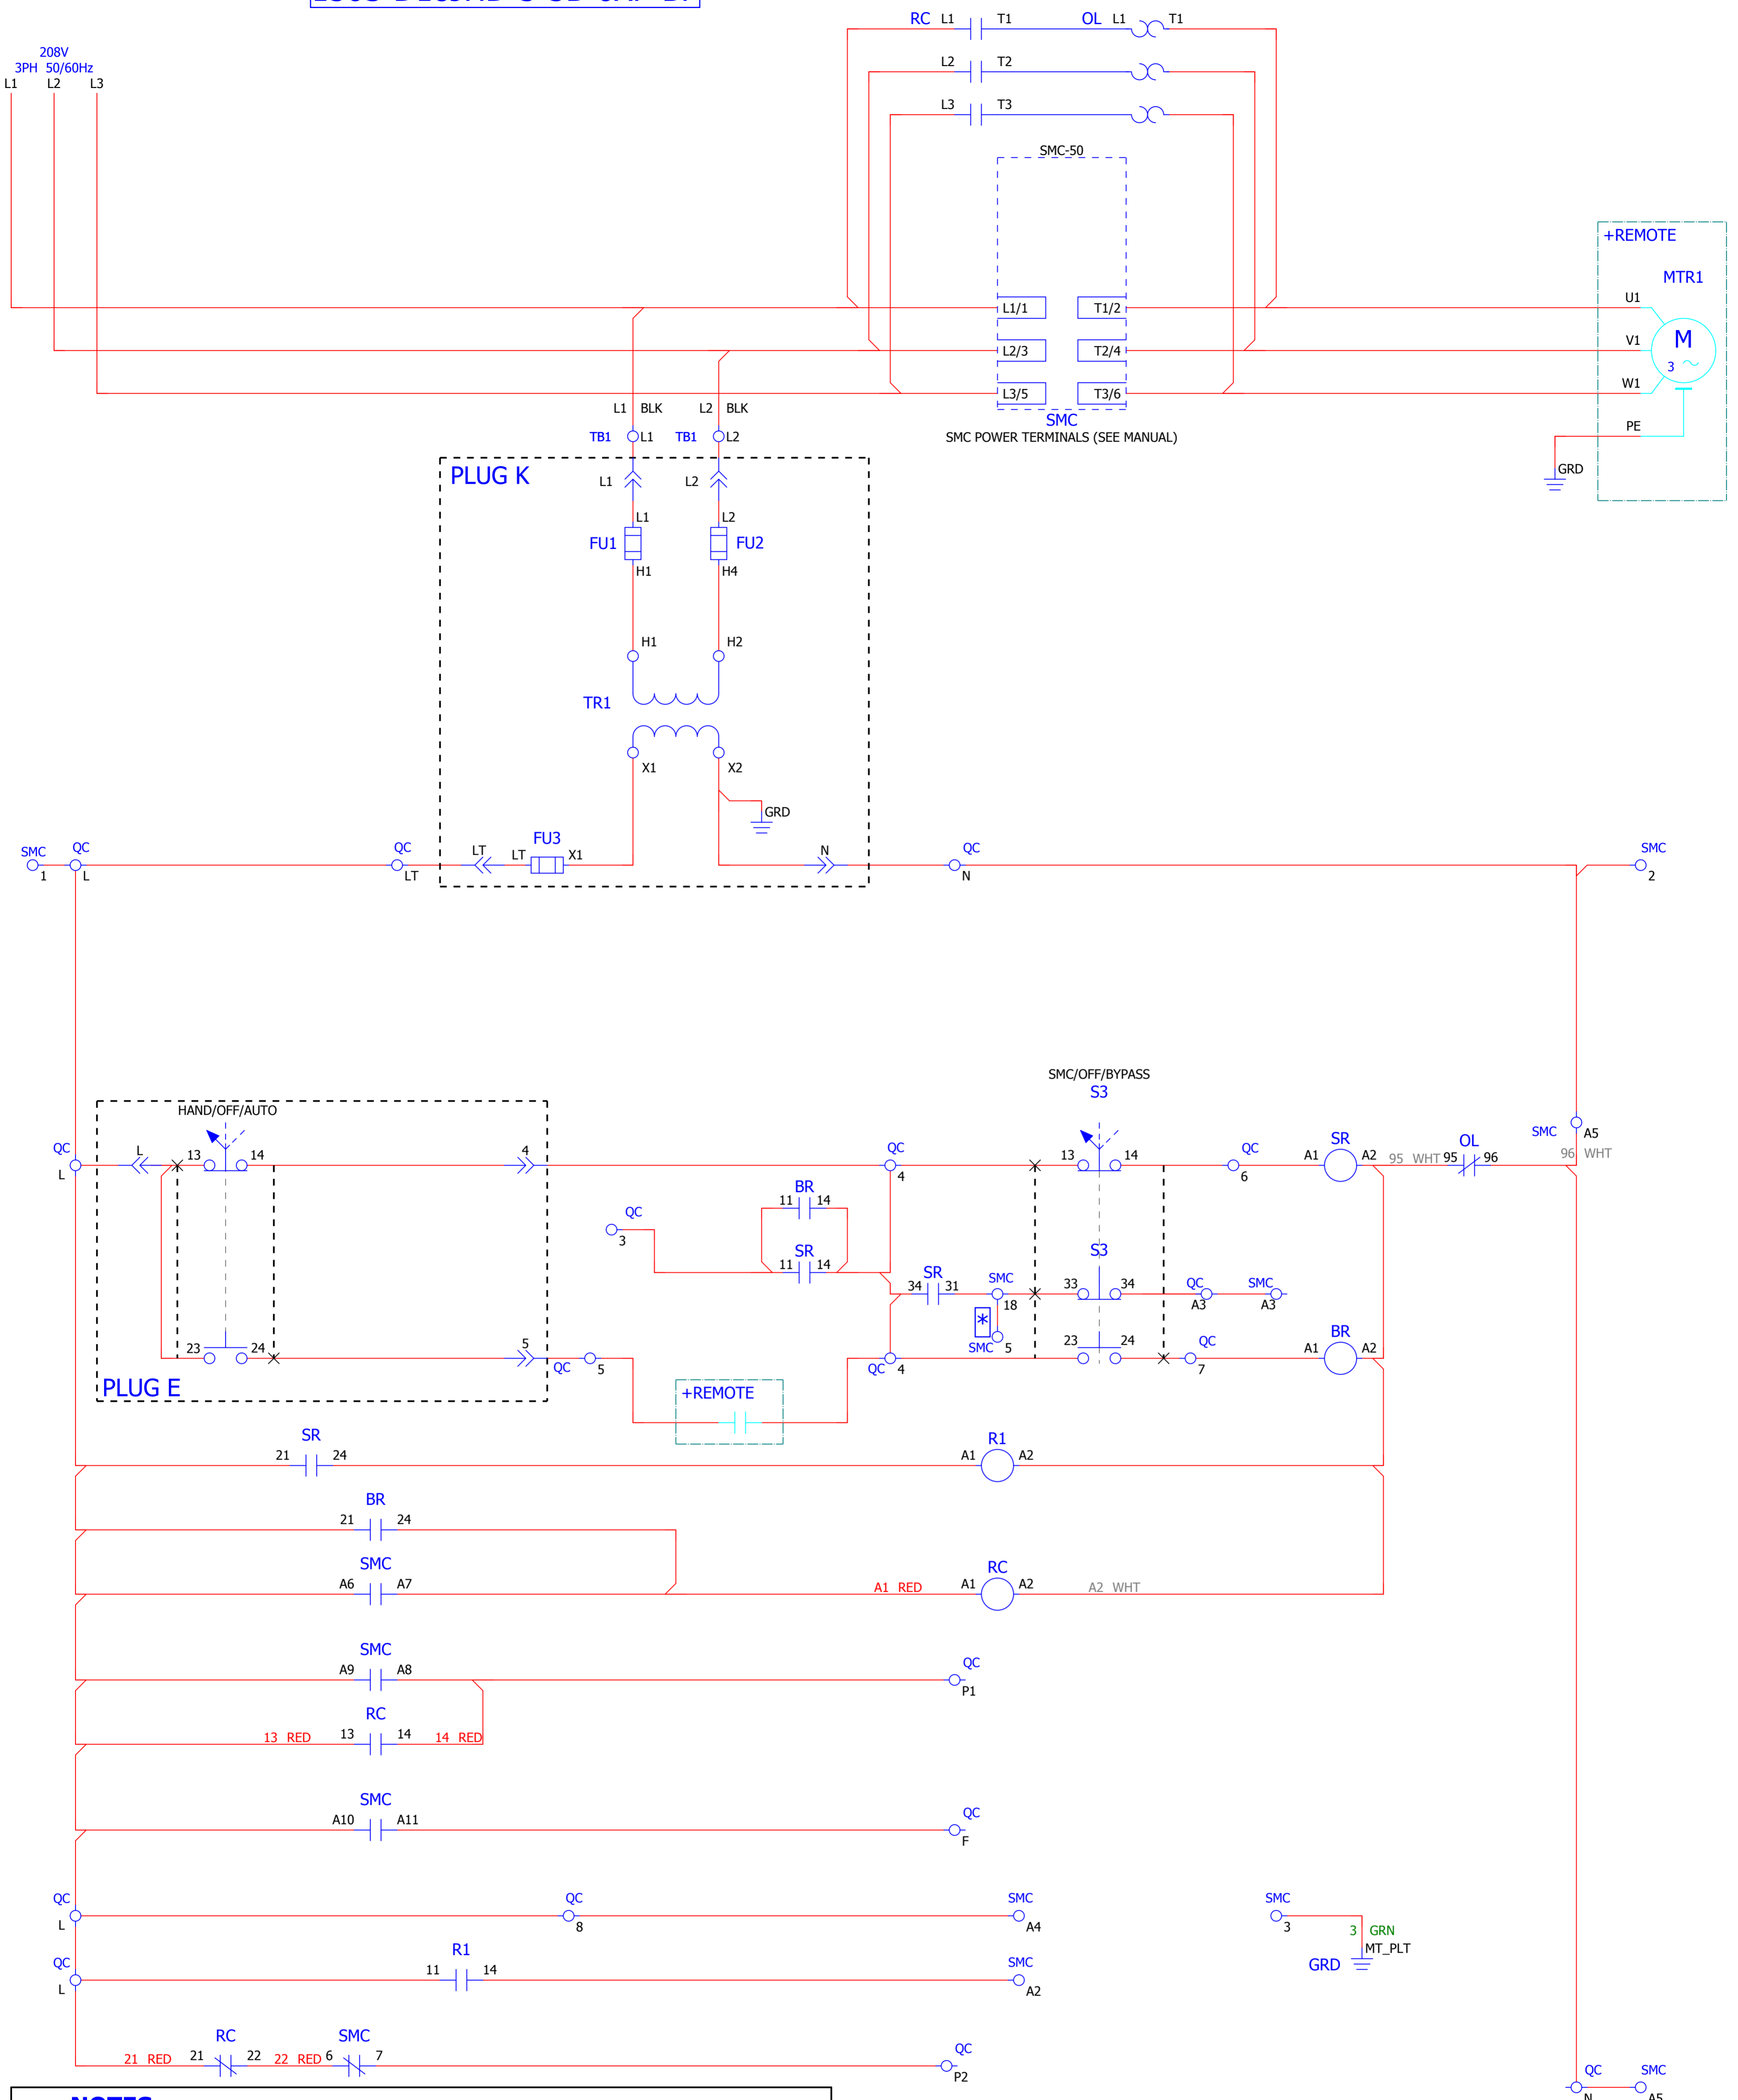 RC L1 T1 OL L1 T1
208V
3PH 50/60Hz
L1 L2 L3
L2 T2
L3 T3
SMC-50
+REMOTE
MTR1
L1/1 T1/2 U1
L2/3 T2/4 V1 M
3
L3/5 T3/6 W1
L1 BLK L2 BLK
SMC
TB1 L1 TB1 L2
SMC POWER TERMINALS (SEE MANUAL)
PE
GRD
PLUG K
L1 L2
L1 L2
FU1 FU2
H1 H4
H1 H2
TR1
X1 X2
GRD
FU3
SMC QC QC LT LT X1 N QC SMC
1 L LT N 2
SMC/OFF/BYPASS
S3
HAND/OFF/AUTO
SMC A5
QC L 13 14 4 QC 13 14 QC SR OL
A1 A2 95 WHT 95 96 96 WHT
L 4 6
BR
11 14
QC
3
SR
11 14
S3
SR
34 31 SMC 33 34 QC SMC
18 A3 A3
*
SMC 5
23 24 5 23 24 QC BR
A1 A2
QC 5 QC 4 7
PLUG E
+REMOTE
SR
21 24
R1
A1 A2
BR
21 24
SMC
A6 A7
RC
A1 RED A1 A2 A2 WHT
SMC
A9 A8
QC
P1
RC
13 RED 13 14 14 RED
SMC
A10 A11
QC
F
QC QC SMC SMC
L 8 A4 3
3 GRN
MT_PLT
GRD
QC R1 SMC
11 14
L A2
RC SMC
21 RED 21 22 22 RED 6 7
QC
P2
QC SMC
N A5